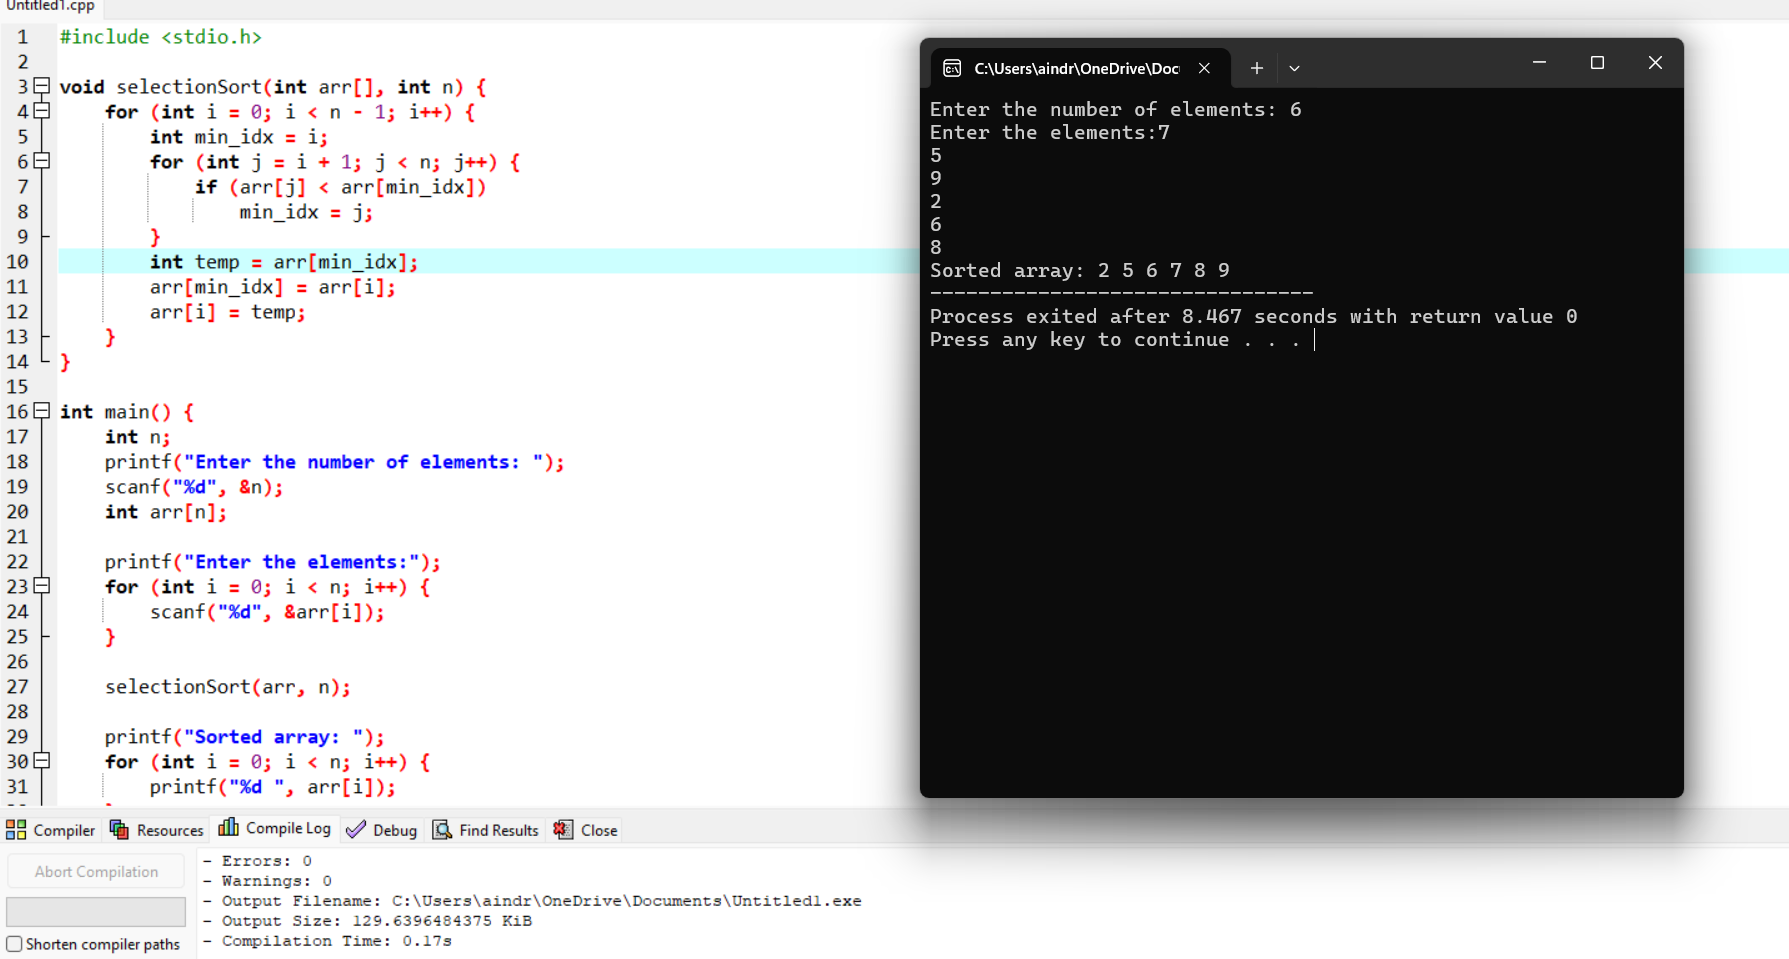 Untitled1.cpp
1 #include <stdio.h>
2
3 void selectionSort(int arr[], int n) {
4 for (int i = 0; i < n - 1; i++) {
5 int min_idx = i;
6 for (int j = i + 1; j < n; j++) {
7 if (arr[j] < arr[min_idx])
8 min_idx = j;
9 }
10 int temp = arr[min_idx];
11 arr[min_idx] = arr[i];
12 arr[i] = temp;
13 }
14 }
15
16 int main() {
17 int n;
18 printf("Enter the number of elements: ");
19 scanf("%d", &n);
20 int arr[n];
21
22 printf("Enter the elements:");
23 for (int i = 0; i < n; i++) {
24 scanf("%d", &arr[i]);
25 }
26
27 selectionSort(arr, n);
28
29 printf("Sorted array: ");
30 for (int i = 0; i < n; i++) {
31 printf("%d ", arr[i]);
C:\Users\aindr\OneDrive\Doc
Enter the number of elements: 6
Enter the elements:7
5
9
2
6
8
Sorted array: 2 5 6 7 8 9
--------------------------------
Process exited after 8.467 seconds with return value 0
Press any key to continue . . .
Compiler Resources Compile Log Debug Find Results Close
Abort Compilation
Shorten compiler paths
- Errors: 0
- Warnings: 0
- Output Filename: C:\Users\aindr\OneDrive\Documents\Untitled1.exe
- Output Size: 129.6396484375 KiB
- Compilation Time: 0.17s